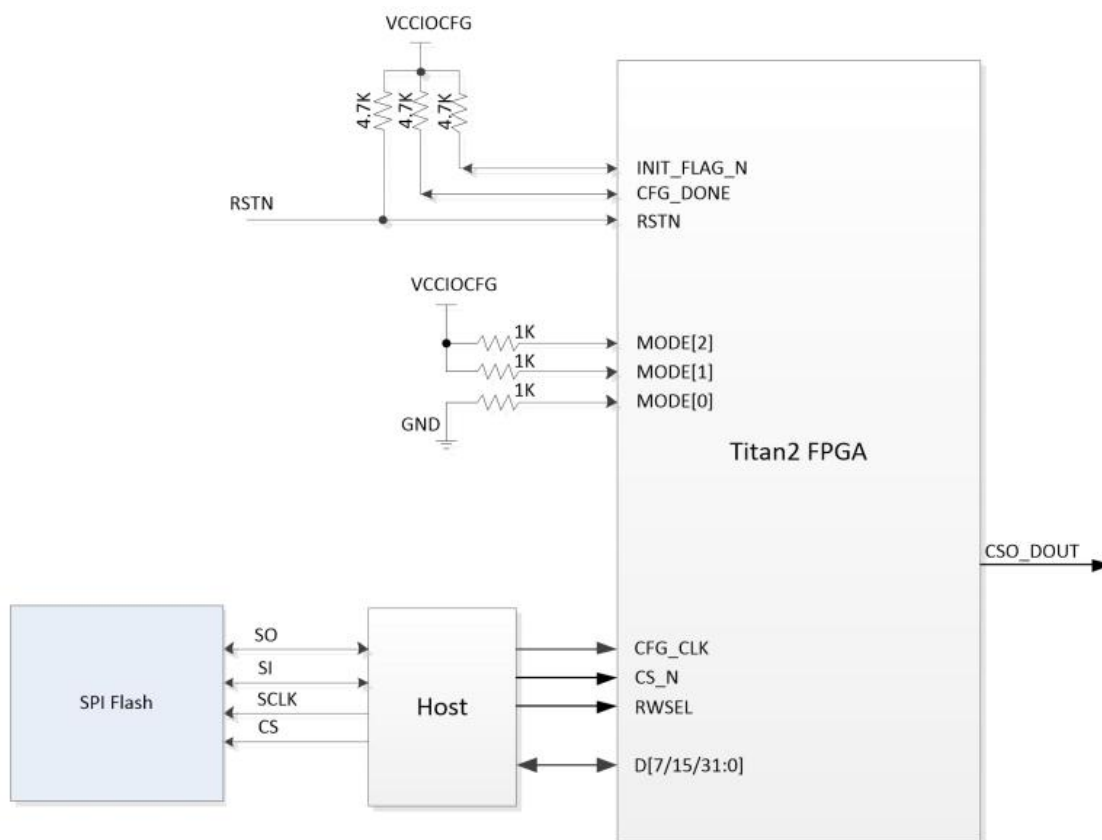 VCCIOCFG
4.7K
4.7K
4.7K
INIT_FLAG_N
CFG_DONE
RSTN
RSTN
VCCIOCFG
1K
MODE[2]
1K
MODE[1]
1K
MODE[0]
GND
Titan2 FPGA
CSO_DOUT
SO
SI
SCLK
CS
SPI Flash
Host
CFG_CLK
CS_N
RWSEL
D[7/15/31:0]